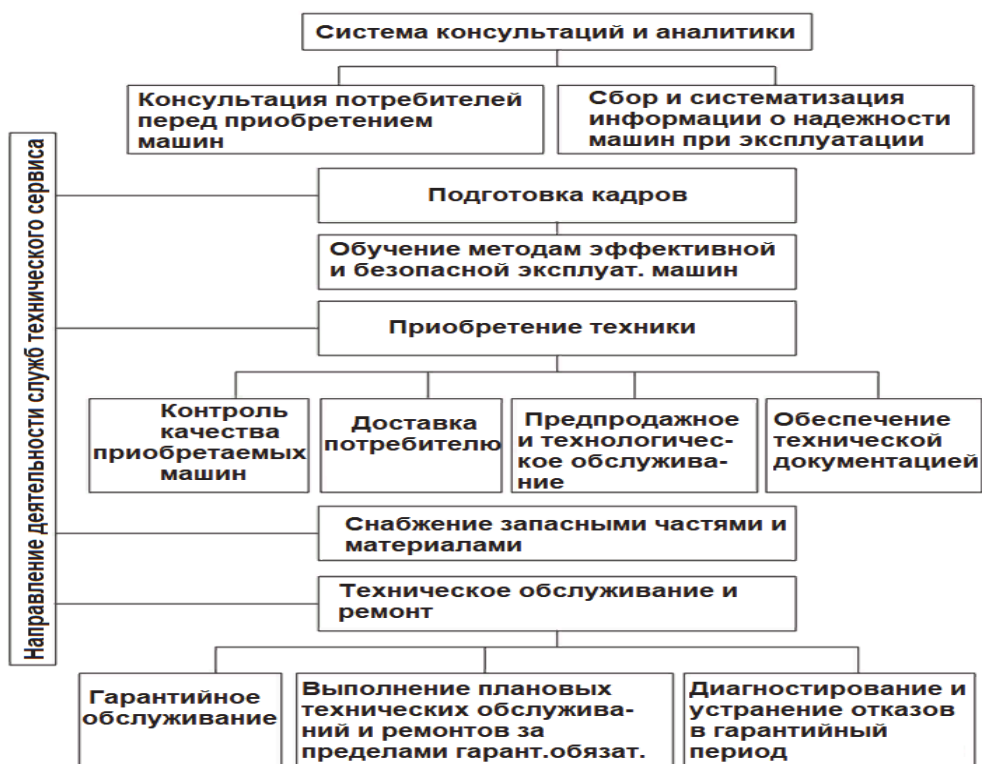 Система консультаций и аналитики
Консультация потребителей
перед приобретением
машин
Сбор и систематизация
информации о надежности
машин при эксплуатации
Направление деятельности служб технического сервиса
Подготовка кадров
Обучение методам эффективной
и безопасной эксплуат. машин
Приобретение техники
Контроль
качества
приобретаемых
машин
Доставка
потребителю
Предпродажное
и технологичес-
кое обслужива-
ние
Обеспечение
технической
документацией
Снабжение запасными частями и
материалами
Техническое обслуживание и
ремонт
Гарантийное
обслуживание
Выполнение плановых
технических обслужива-
ний и ремонтов за
пределами гарант.обязат.
Диагностирование и
устранение отказов
в гарантийный
период